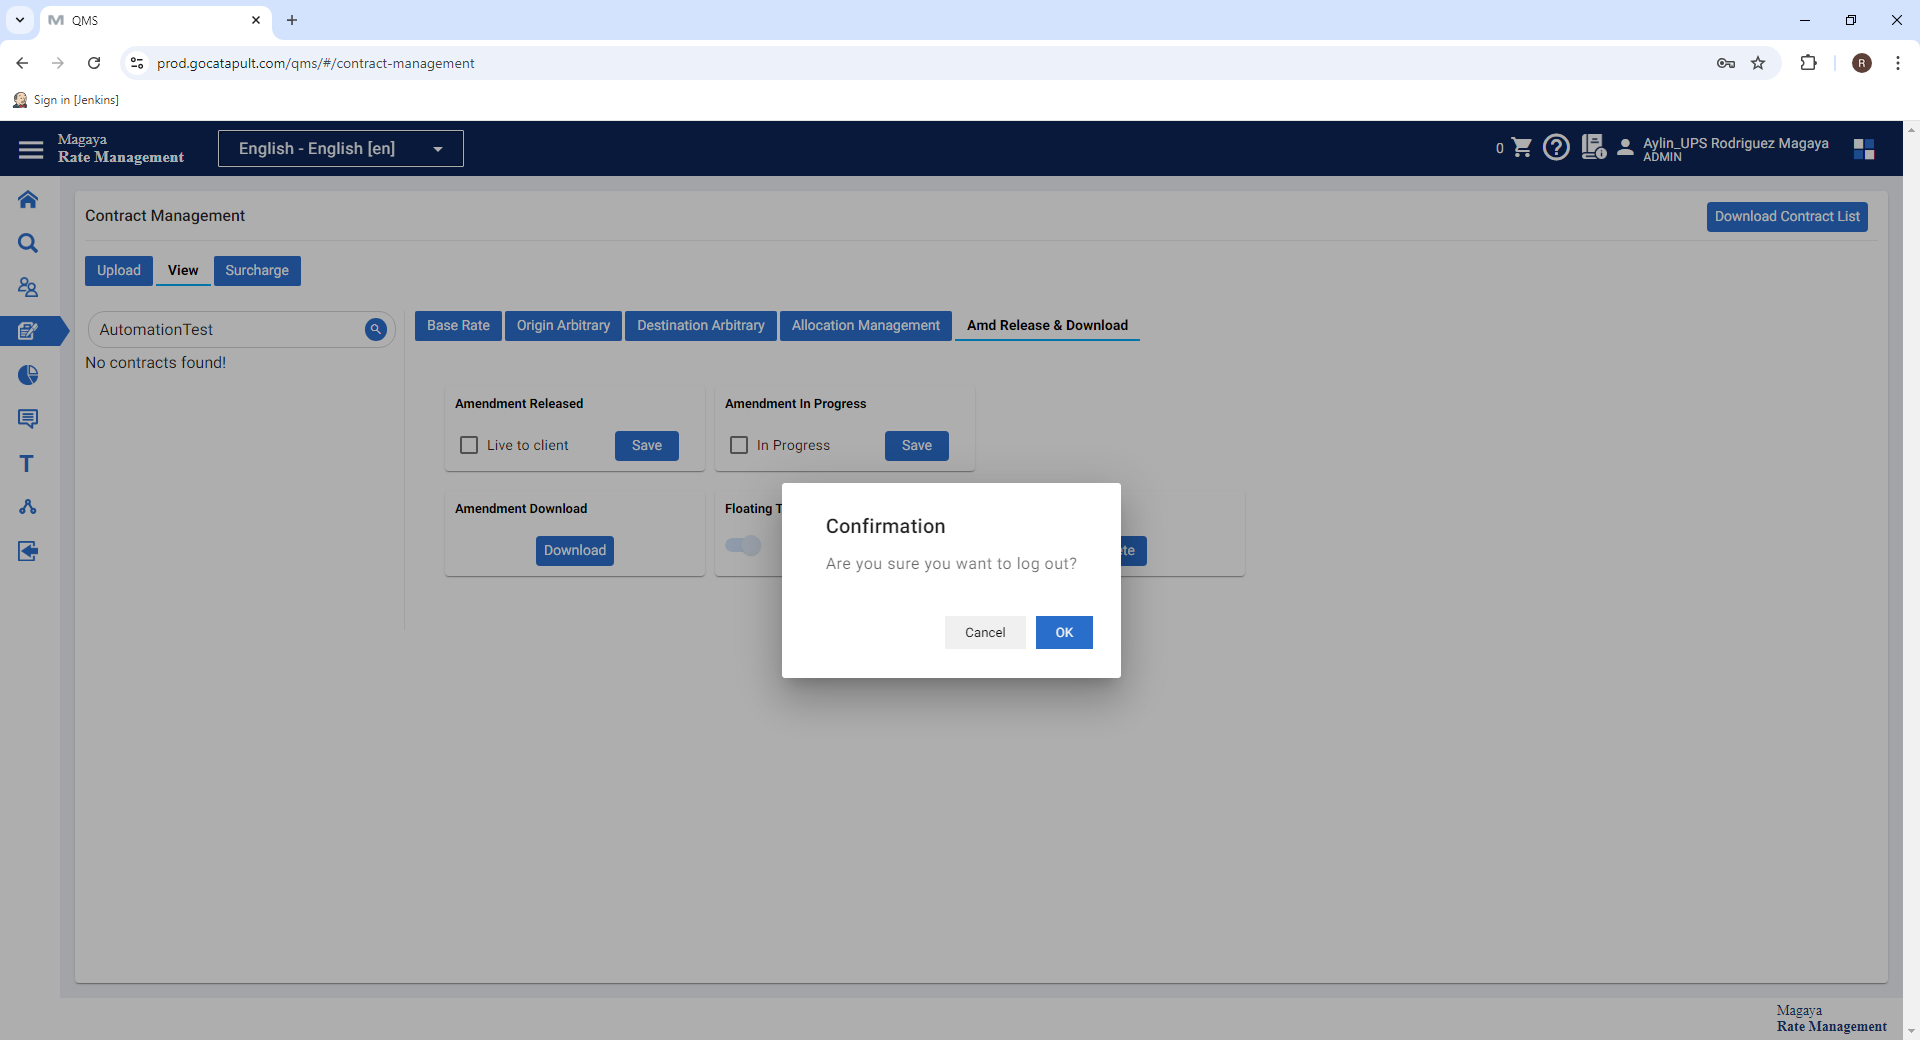 QMS
prod.gocatapult.com/qms/#/contract-management
R
Sign in [Jenkins]
Magaya
Rate Management
English - English [en]
0
Aylin_UPS Rodriguez Magaya
ADMIN
Contract Management
Download Contract List
Upload
View
Surcharge
AutomationTest
No contracts found!
Base Rate
Origin Arbitrary
Destination Arbitrary
Allocation Management
Amd Release & Download
Amendment Released
Live to client
Save
Amendment In Progress
In Progress
Save
Amendment Download
Download
Floating T
te
Confirmation
Are you sure you want to log out?
Cancel
OK
Magaya
Rate Management